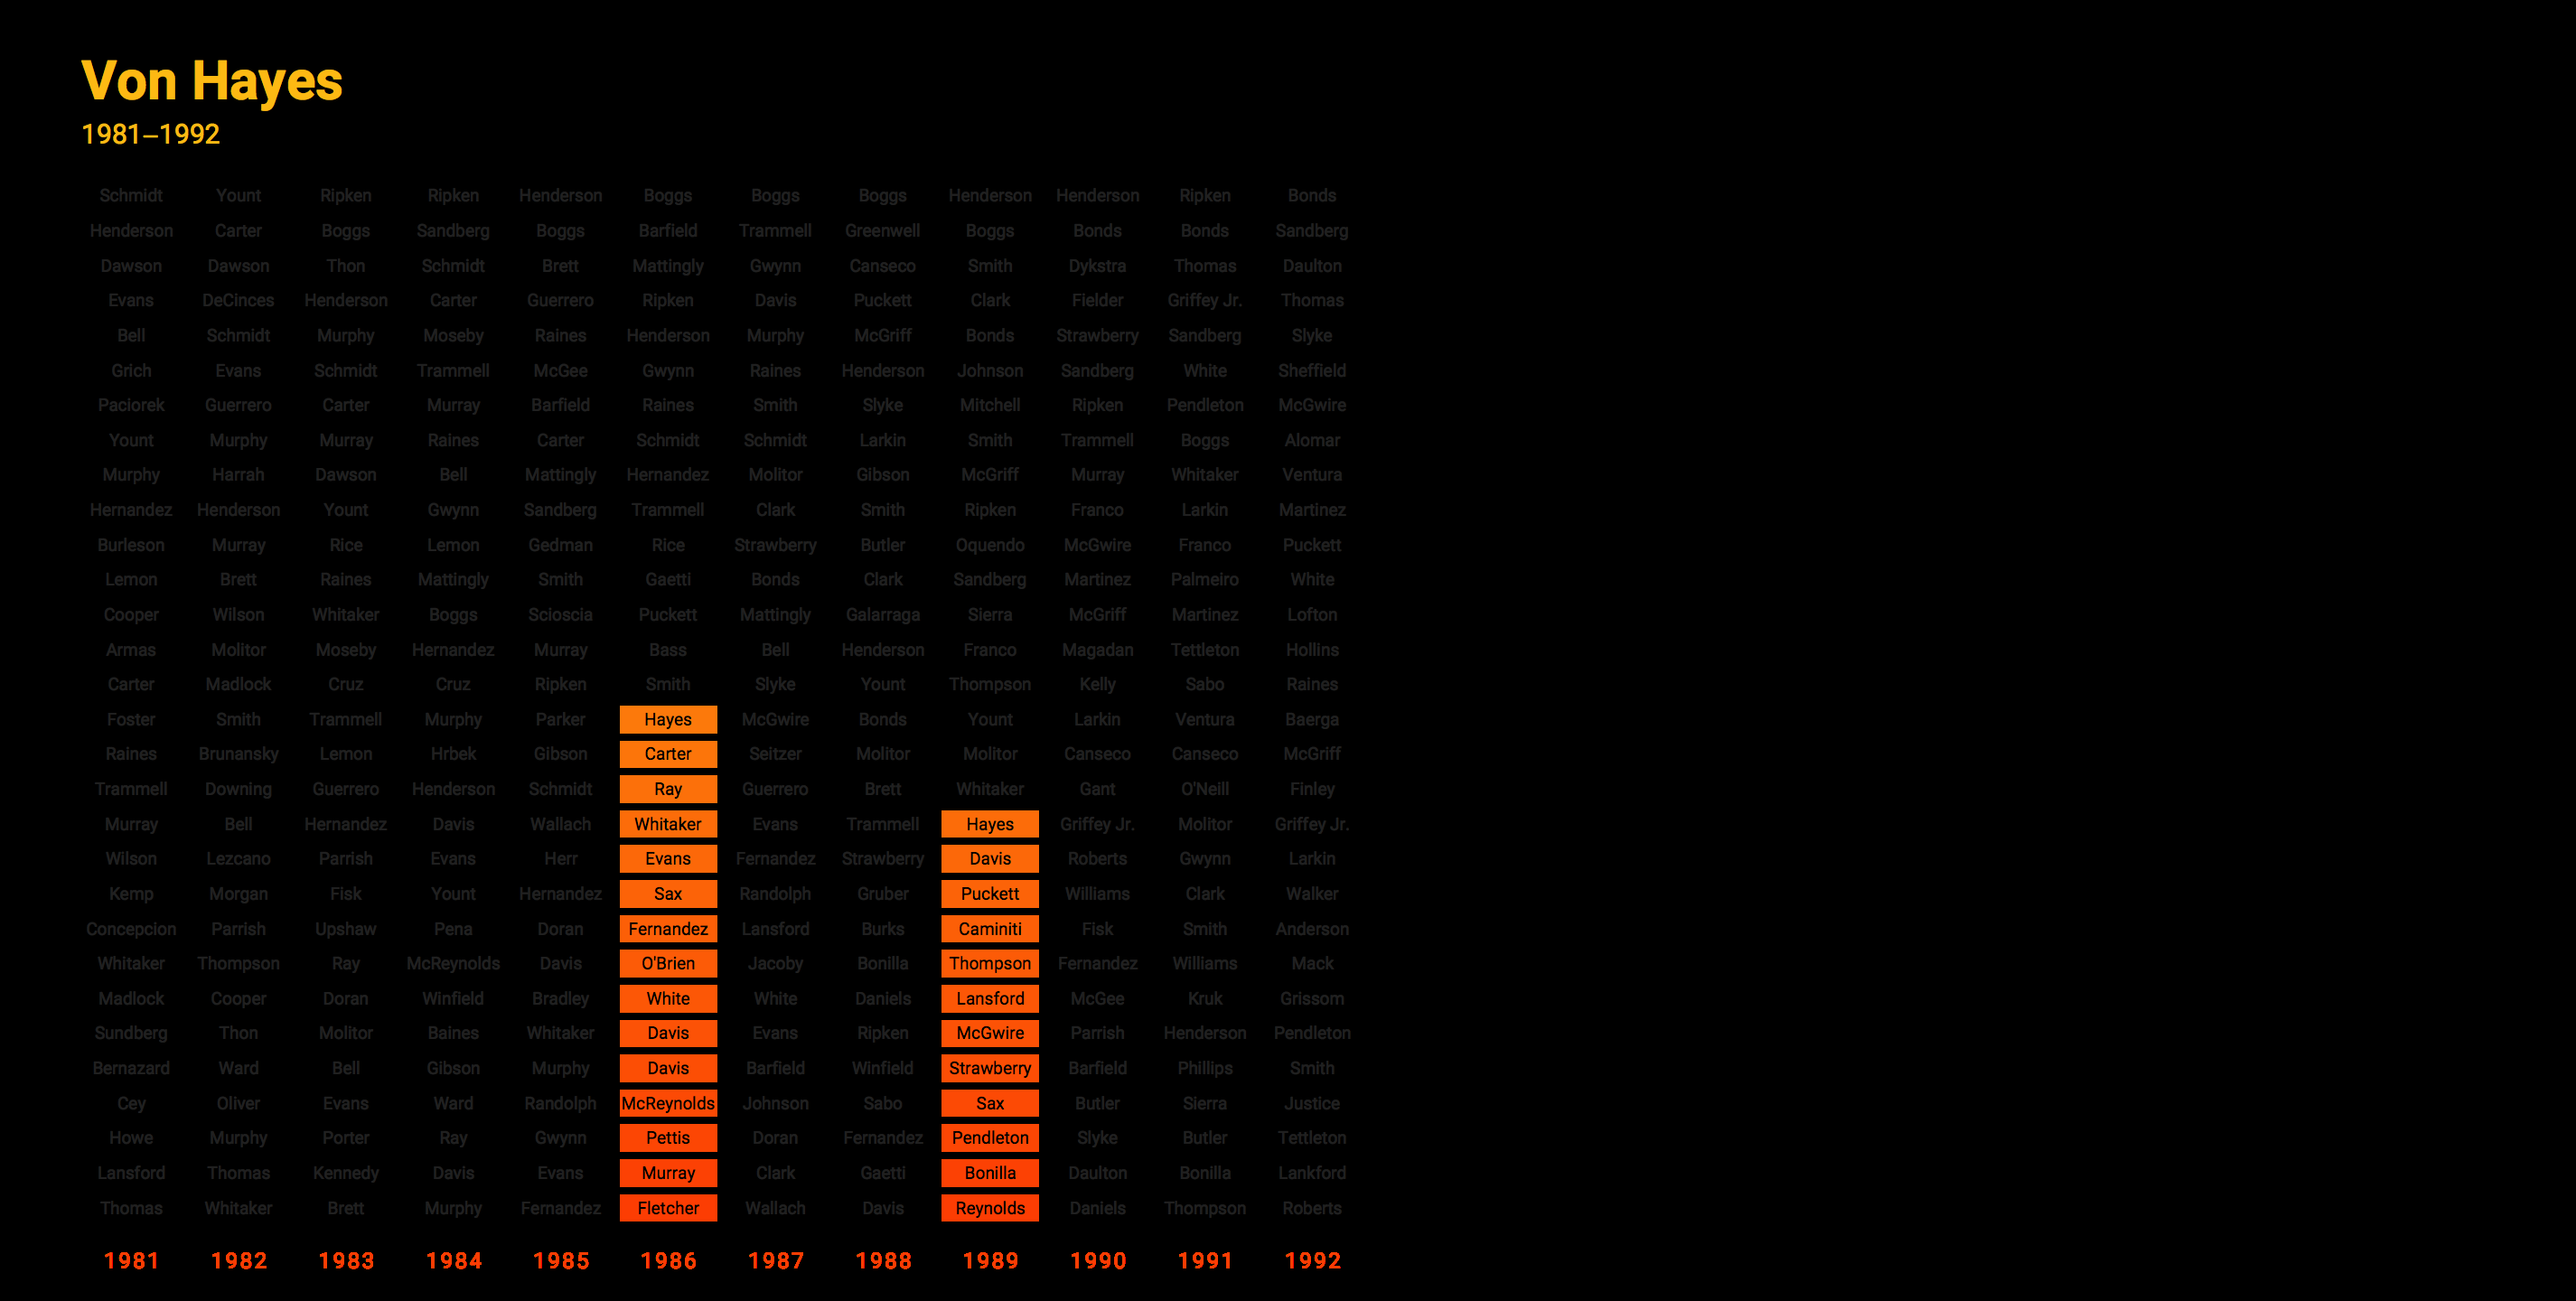 Von Hayes
1981–1992
Schmidt Yount Ripken Ripken Henderson Boggs Boggs Boggs Henderson Henderson Ripken Bonds
Henderson Carter Boggs Sandberg Boggs Barfield Trammell Greenwell Boggs Bonds Bonds Sandberg
Dawson Dawson Thon Schmidt Brett Mattingly Gwynn Canseco Smith Dykstra Thomas Daulton
Evans DeCinces Henderson Carter Guerrero Ripken Davis Puckett Clark Fielder Griffey Jr. Thomas
Bell Schmidt Murphy Moseby Raines Henderson Murphy McGriff Bonds Strawberry Sandberg Slyke
Grich Evans Schmidt Trammell McGee Gwynn Raines Henderson Johnson Sandberg White Sheffield
Paciorek Guerrero Carter Murray Barfield Raines Smith Slyke Mitchell Ripken Pendleton McGwire
Yount Murphy Murray Raines Carter Schmidt Schmidt Larkin Smith Trammell Boggs Alomar
Murphy Harrah Dawson Bell Mattingly Hernandez Molitor Gibson McGriff Murray Whitaker Ventura
Hernandez Henderson Yount Gwynn Sandberg Trammell Clark Smith Ripken Franco Larkin Martinez
Burleson Murray Rice Lemon Gedman Rice Strawberry Butler Oquendo McGwire Franco Puckett
Lemon Brett Raines Mattingly Smith Gaetti Bonds Clark Sandberg Martinez Palmeiro White
Cooper Wilson Whitaker Boggs Scioscia Puckett Mattingly Galarraga Sierra McGriff Martinez Lofton
Armas Molitor Moseby Hernandez Murray Bass Bell Henderson Franco Magadan Tettleton Hollins
Carter Madlock Cruz Cruz Ripken Smith Slyke Yount Thompson Kelly Sabo Raines
Foster Smith Trammell Murphy Parker Hayes McGwire Bonds Yount Larkin Ventura Baerga
Raines Brunansky Lemon Hrbek Gibson Carter Seitzer Molitor Molitor Canseco Canseco McGriff
Trammell Downing Guerrero Henderson Schmidt Ray Guerrero Brett Whitaker Gant O'Neill Finley
Murray Bell Hernandez Davis Wallach Whitaker Evans Trammell Hayes Griffey Jr. Molitor Griffey Jr.
Wilson Lezcano Parrish Evans Herr Evans Fernandez Strawberry Davis Roberts Gwynn Larkin
Kemp Morgan Fisk Yount Hernandez Sax Randolph Gruber Puckett Williams Clark Walker
Concepcion Parrish Upshaw Pena Doran Fernandez Lansford Burks Caminiti Fisk Smith Anderson
Whitaker Thompson Ray McReynolds Davis O'Brien Jacoby Bonilla Thompson Fernandez Williams Mack
Madlock Cooper Doran Winfield Bradley White White Daniels Lansford McGee Kruk Grissom
Sundberg Thon Molitor Baines Whitaker Davis Evans Ripken McGwire Parrish Henderson Pendleton
Bernazard Ward Bell Gibson Murphy Davis Barfield Winfield Strawberry Barfield Phillips Smith
Cey Oliver Evans Ward Randolph McReynolds Johnson Sabo Sax Butler Sierra Justice
Howe Murphy Porter Ray Gwynn Pettis Doran Fernandez Pendleton Slyke Butler Tettleton
Lansford Thomas Kennedy Davis Evans Murray Clark Gaetti Bonilla Daulton Bonilla Lankford
Thomas Whitaker Brett Murphy Fernandez Fletcher Wallach Davis Reynolds Daniels Thompson Roberts
1981 1982 1983 1984 1985 1986 1987 1988 1989 1990 1991 1992